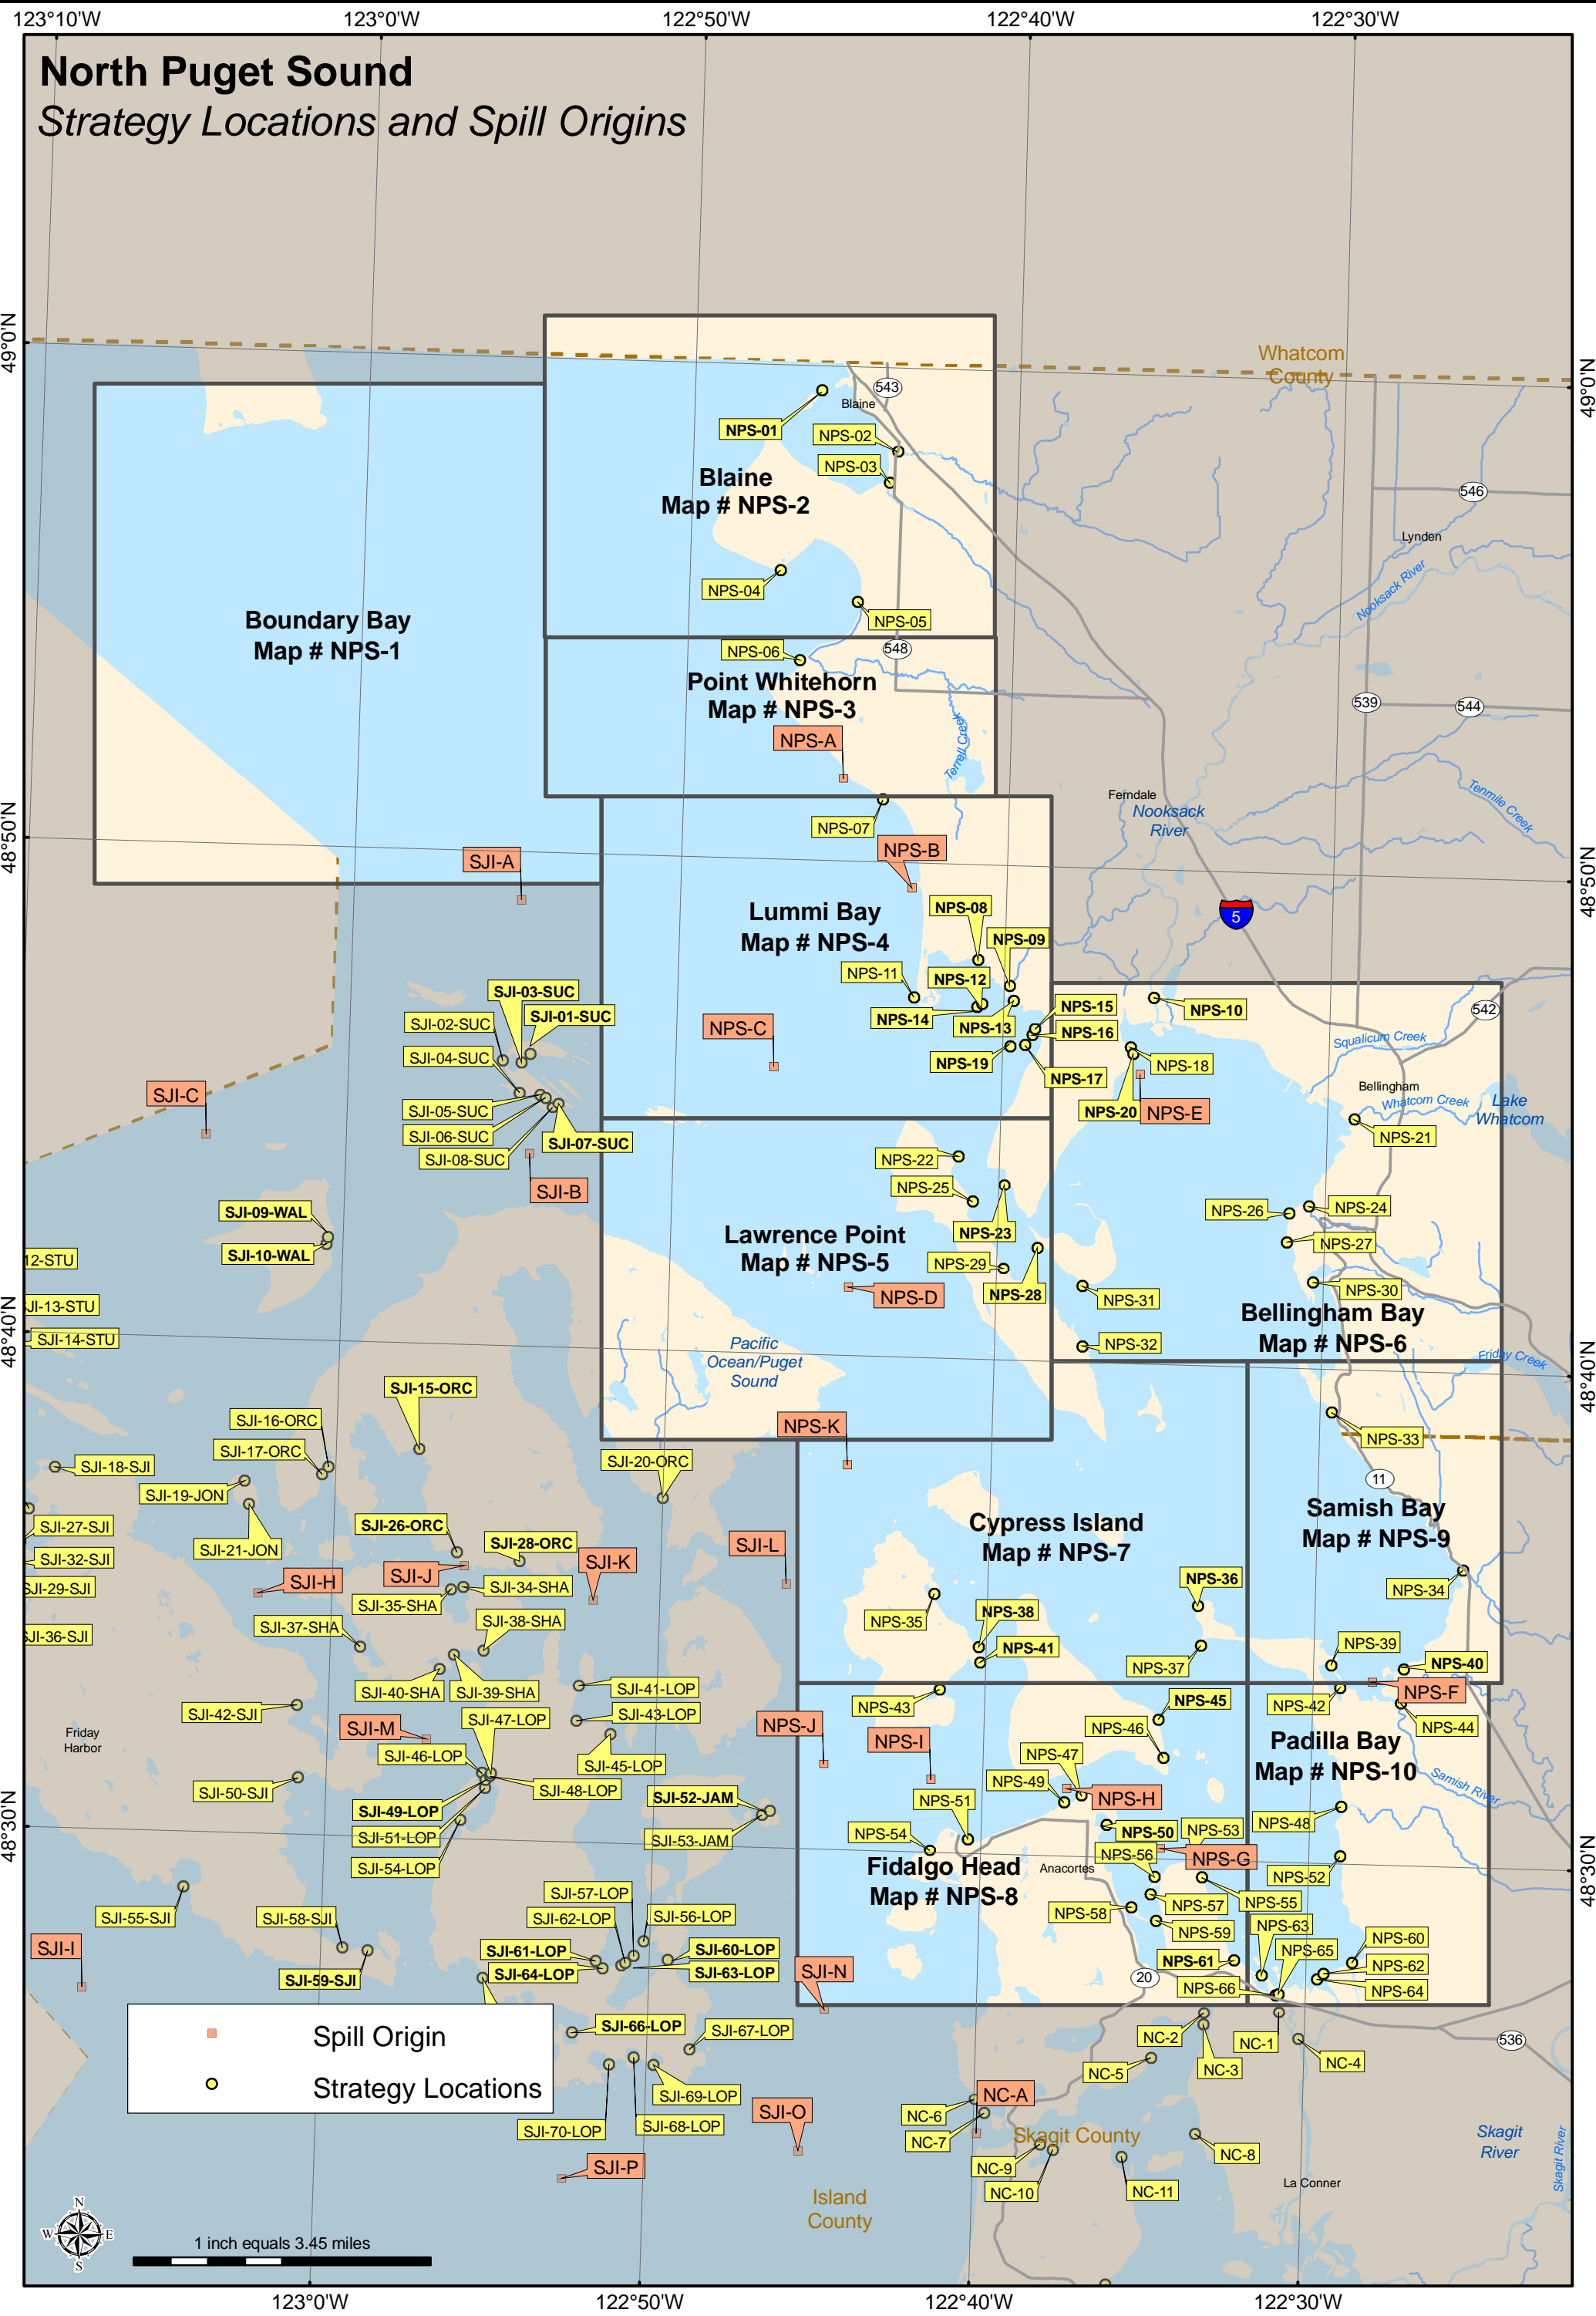 123°10'W
123°0'W
122°50'W
122°40'W
122°30'W
North Puget Sound
Strategy Locations and Spill Origins
49°0'N
49°0'N
Whatcom
County
543
Blaine
NPS-01
NPS-02
NPS-03
Blaine
Map # NPS-2
546
Lynden
Nooksack River
NPS-04
NPS-05
Boundary Bay
Map # NPS-1
NPS-06
548
Point Whitehorn
Map # NPS-3
539
544
NPS-A
Terrell Creek
Ferndale
Nooksack
River
Tenmile Creek
NPS-07
48°50'N
48°50'N
SJI-A
NPS-B
5
Lummi Bay
Map # NPS-4
NPS-08
NPS-09
NPS-11
NPS-12
NPS-14
NPS-13
NPS-15
NPS-16
NPS-10
542
SJI-03-SUC
SJI-01-SUC
SJI-02-SUC
SJI-04-SUC
NPS-C
NPS-19
NPS-17
NPS-18
Squalicum Creek
Bellingham
Whatcom Creek
Lake
Whatcom
SJI-C
SJI-05-SUC
SJI-06-SUC
SJI-07-SUC
SJI-08-SUC
NPS-20
NPS-E
NPS-21
SJI-B
NPS-22
NPS-25
SJI-09-WAL
SJI-10-WAL
NPS-23
NPS-26
NPS-24
NPS-27
Lawrence Point
Map # NPS-5
12-STU
JI-13-STU
SJI-14-STU
NPS-29
NPS-28
NPS-D
NPS-31
NPS-30
Bellingham Bay
Map # NPS-6
NPS-32
48°40'N
48°40'N
Pacific
Ocean/Puget
Sound
Friday Creek
SJI-15-ORC
SJI-16-ORC
SJI-17-ORC
NPS-K
NPS-33
SJI-18-SJI
SJI-19-JON
SJI-20-ORC
11
SJI-27-SJI
SJI-21-JON
SJI-26-ORC
SJI-28-ORC
Cypress Island
Map # NPS-7
Samish Bay
Map # NPS-9
SJI-32-SJI
SJI-29-SJI
SJI-H
SJI-J
SJI-K
SJI-L
SJI-34-SHA
SJI-35-SHA
NPS-36
NPS-34
SJI-36-SJI
SJI-37-SHA
SJI-38-SHA
NPS-35
NPS-38
NPS-41
NPS-37
NPS-39
NPS-40
SJI-40-SHA
SJI-39-SHA
SJI-41-LOP
SJI-42-SJI
SJI-43-LOP
NPS-43
NPS-45
NPS-42
NPS-F
NPS-44
Friday
Harbor
SJI-M
SJI-47-LOP
SJI-46-LOP
SJI-45-LOP
NPS-J
NPS-I
NPS-46
NPS-47
Padilla Bay
Map # NPS-10
Samish River
SJI-50-SJI
SJI-48-LOP
SJI-49-LOP
SJI-52-JAM
NPS-49
NPS-H
NPS-51
NPS-48
48°30'N
48°30'N
SJI-51-LOP
SJI-53-JAM
SJI-54-LOP
NPS-54
NPS-50
NPS-53
NPS-56
NPS-G
NPS-52
Fidalgo Head
Map # NPS-8
Anacortes
SJI-57-LOP
SJI-55-SJI
SJI-58-SJI
SJI-62-LOP
SJI-56-LOP
NPS-58
NPS-57
NPS-55
NPS-59
NPS-63
SJI-I
SJI-61-LOP
SJI-60-LOP
SJI-64-LOP
SJI-63-LOP
SJI-59-SJI
SJI-N
NPS-61
NPS-65
NPS-60
NPS-62
NPS-64
NPS-66
20
Spill Origin
Strategy Locations
SJI-66-LOP
SJI-67-LOP
SJI-69-LOP
SJI-70-LOP
SJI-68-LOP
NC-2
NC-1
NC-3
NC-4
NC-5
536
SJI-O
NC-A
NC-6
NC-7
Skagit County
NC-8
NC-9
NC-10
NC-11
Skagit
River
Skagit River
SJI-P
La Conner
Island
County
N
W
E
S
1 inch equals 3.45 miles
123°0'W
122°50'W
122°40'W
122°30'W